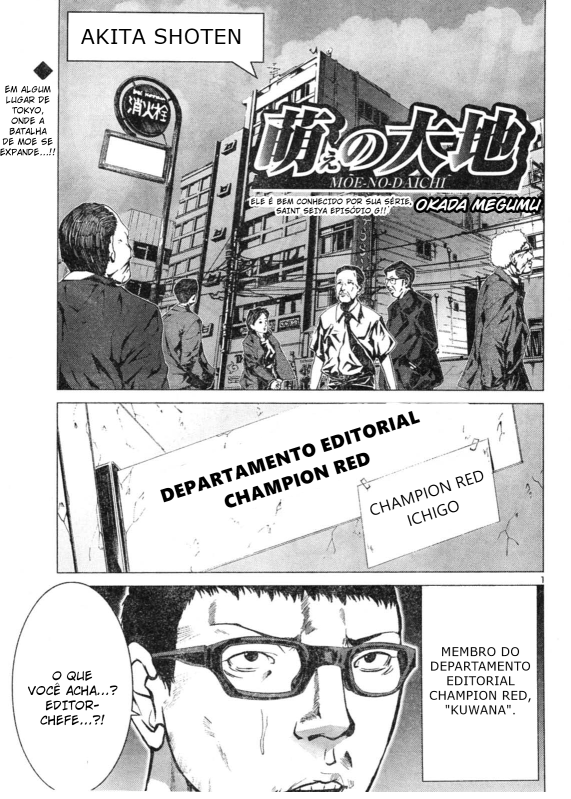 AKITA SHOTEN
EM ALGUM
LUGAR DE
TOKYO,
ONDE A
BATALHA
DE MOE SE
EXPANDE...!!
消火栓
萌えの大地
MOE-NO-DAICHI
ELE É BEM CONHECIDO POR SUA SÉRIE,
SAINT SEIYA EPISÓDIO G!!
OKADA MEGUMU
DEPARTAMENTO EDITORIAL
CHAMPION RED
CHAMPION RED
ICHIGO
1
MEMBRO DO
DEPARTAMENTO
EDITORIAL
CHAMPION RED,
"KUWANA".
O QUE
VOCÊ ACHA...?
EDITOR-
CHEFE...?!